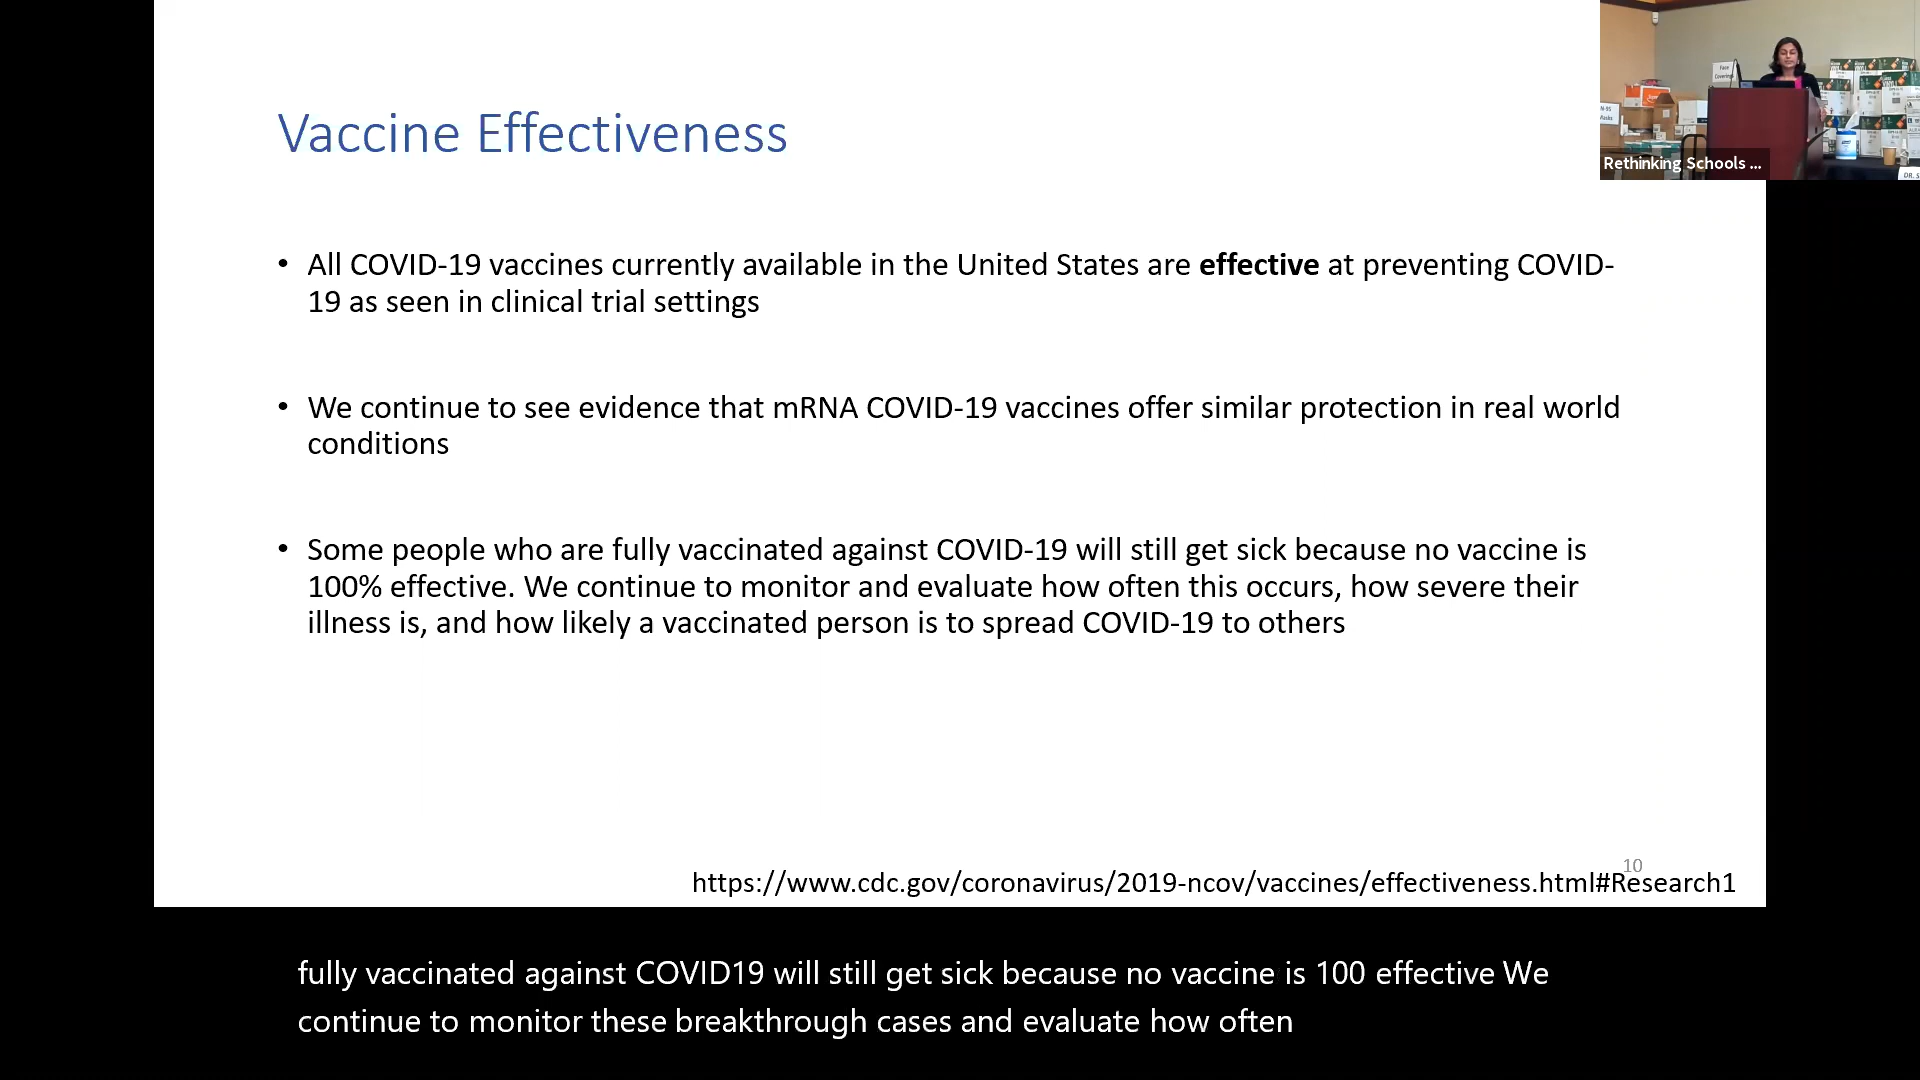 Vaccine Effectiveness
• All COVID-19 vaccines currently available in the United States are effective at preventing COVID-
19 as seen in clinical trial settings
• We continue to see evidence that mRNA COVID-19 vaccines offer similar protection in real world
conditions
• Some people who are fully vaccinated against COVID-19 will still get sick because no vaccine is
100% effective. We continue to monitor and evaluate how often this occurs, how severe their
illness is, and how likely a vaccinated person is to spread COVID-19 to others
10
https://www.cdc.gov/coronavirus/2019-ncov/vaccines/effectiveness.html#Research1
Face
Coverings
N-95
Masks
Rethinking Schools ...
fully vaccinated against COVID19 will still get sick because no vaccine is 100 effective We
continue to monitor these breakthrough cases and evaluate how often